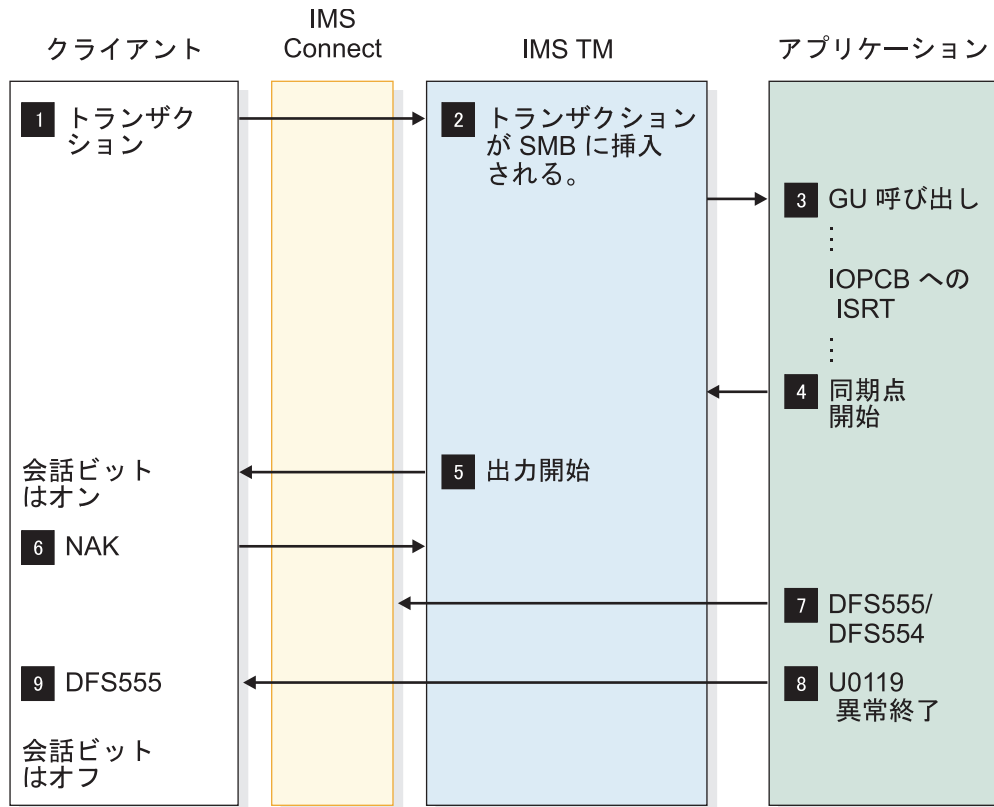 クライアント
IMS
Connect
IMS TM
アプリケーション
1 トランザク
ション
2 トランザクション
が SMB に挿入
される。
3 GU 呼び出し
⋮
IOPCB への
ISRT
⋮
4 同期点
開始
会話ビット
はオン
5 出力開始
6 NAK
7 DFS555/
DFS554
9 DFS555
8 U0119
異常終了
会話ビット
はオフ